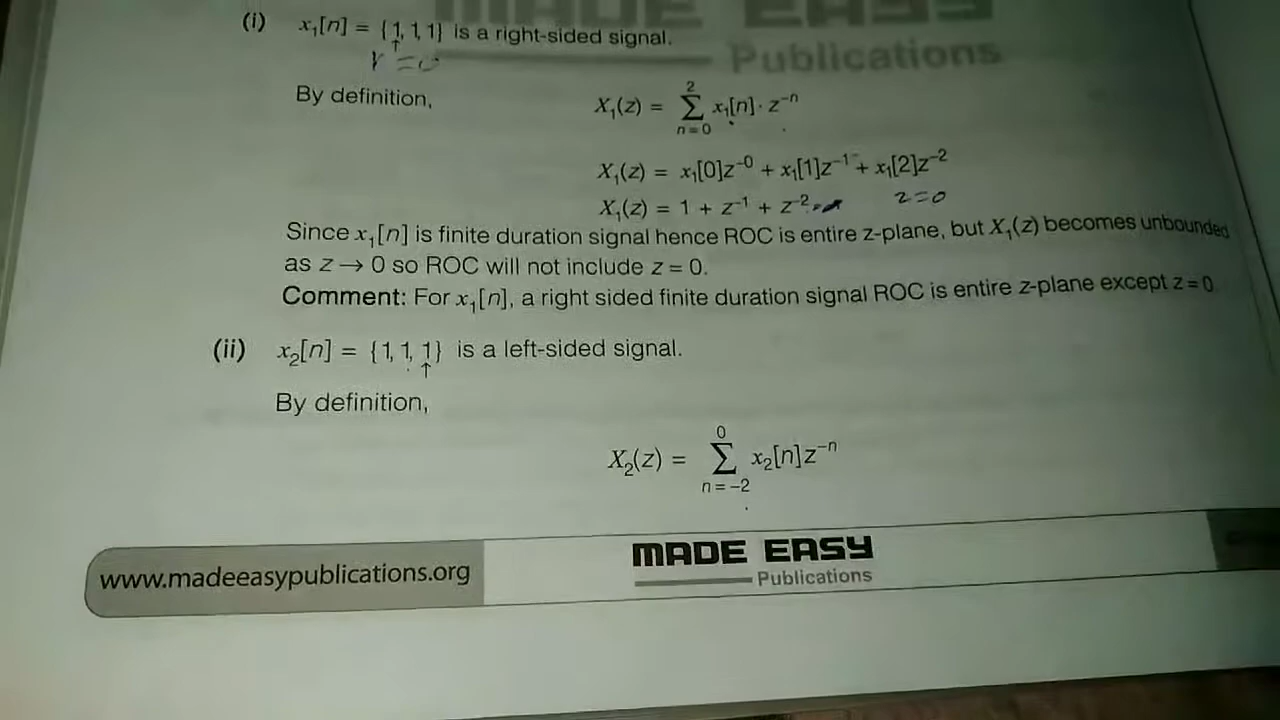 MADE EASY
Publications
(i) x₁[n] = {1, 1, 1} is a right-sided signal.
↑
By definition,
X₁(z) = Σ x₁[n]· z⁻ⁿ
2
n=0
X₁(z) = x₁[0]z⁻⁰ + x₁[1]z⁻¹ + x₁[2]z⁻²
X₁(z) = 1 + z⁻¹ + z⁻²
z=0
Since x₁[n] is finite duration signal hence ROC is entire z-plane, but X₁(z) becomes unbounded
as z → 0 so ROC will not include z = 0.
Comment: For x₁[n], a right sided finite duration signal ROC is entire z-plane except z = 0
(ii) x₂[n] = {1, 1, 1} is a left-sided signal.
↑
By definition,
X₂(z) = Σ x₂[n]z⁻ⁿ
0
n=-2
www.madeeasypublications.org
MADE EASY
Publications